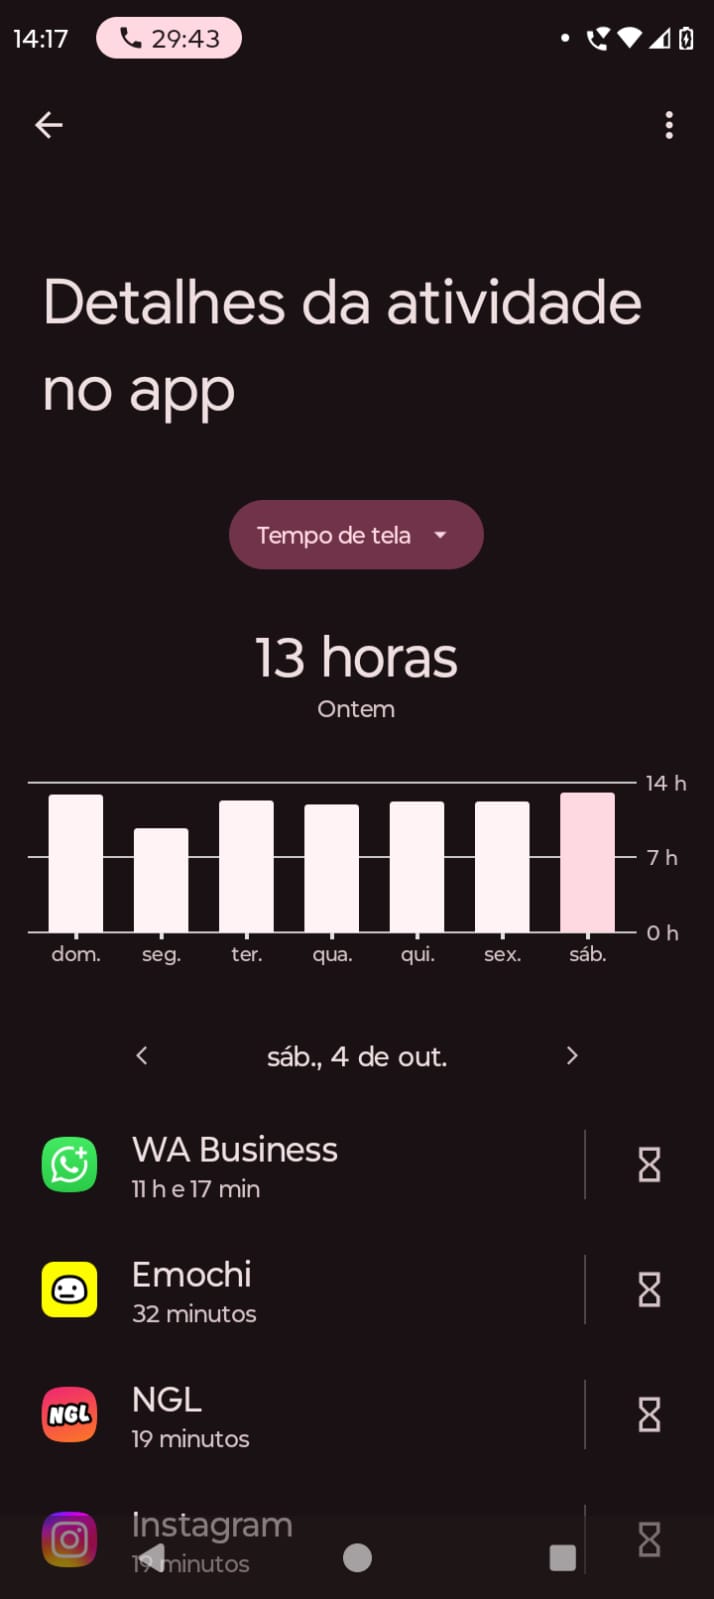 14:17 29:43
Detalhes da atividade
no app
Tempo de tela
13 horas
Ontem
14 h
7 h
0 h
dom. seg. ter. qua. qui. sex. sáb.
sáb., 4 de out.
WA Business
11 h e 17 min
Emochi
32 minutos
NGL
NGL
19 minutos
Instagram
19 minutos